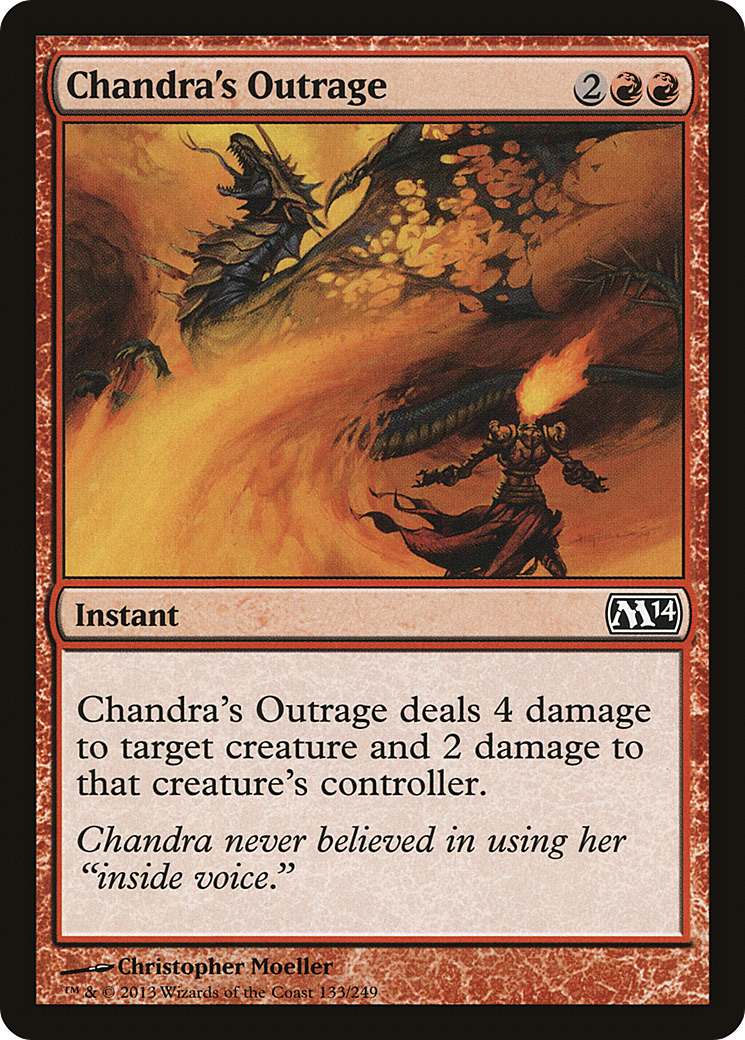 Chandra's Outrage 2
Instant M14
Chandra's Outrage deals 4 damage
to target creature and 2 damage to
that creature's controller.
Chandra never believed in using her
“inside voice.”
Christopher Moeller
™ & © 2013 Wizards of the Coast 133/249